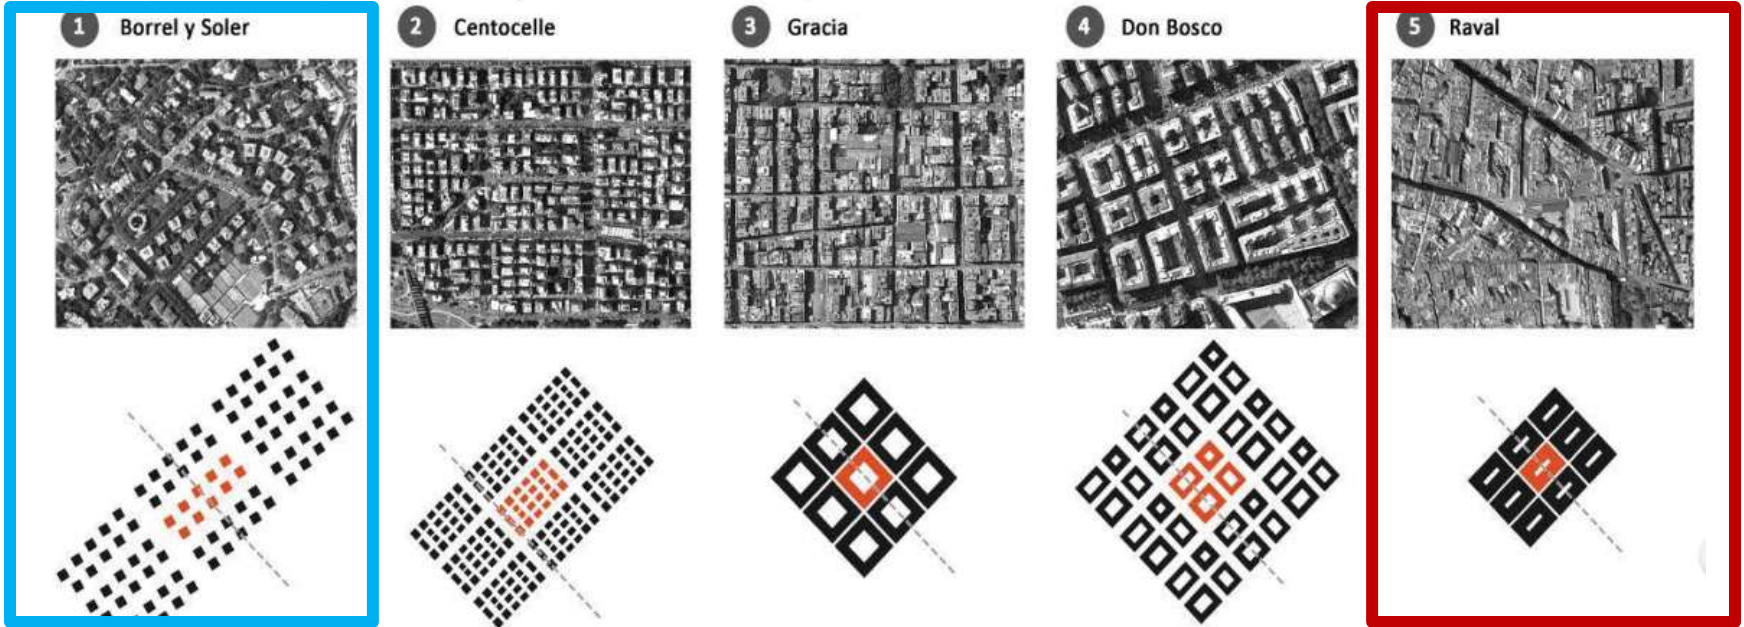 1 Borrel y Soler
2 Centocelle
3 Gracia
4 Don Bosco
5 Raval